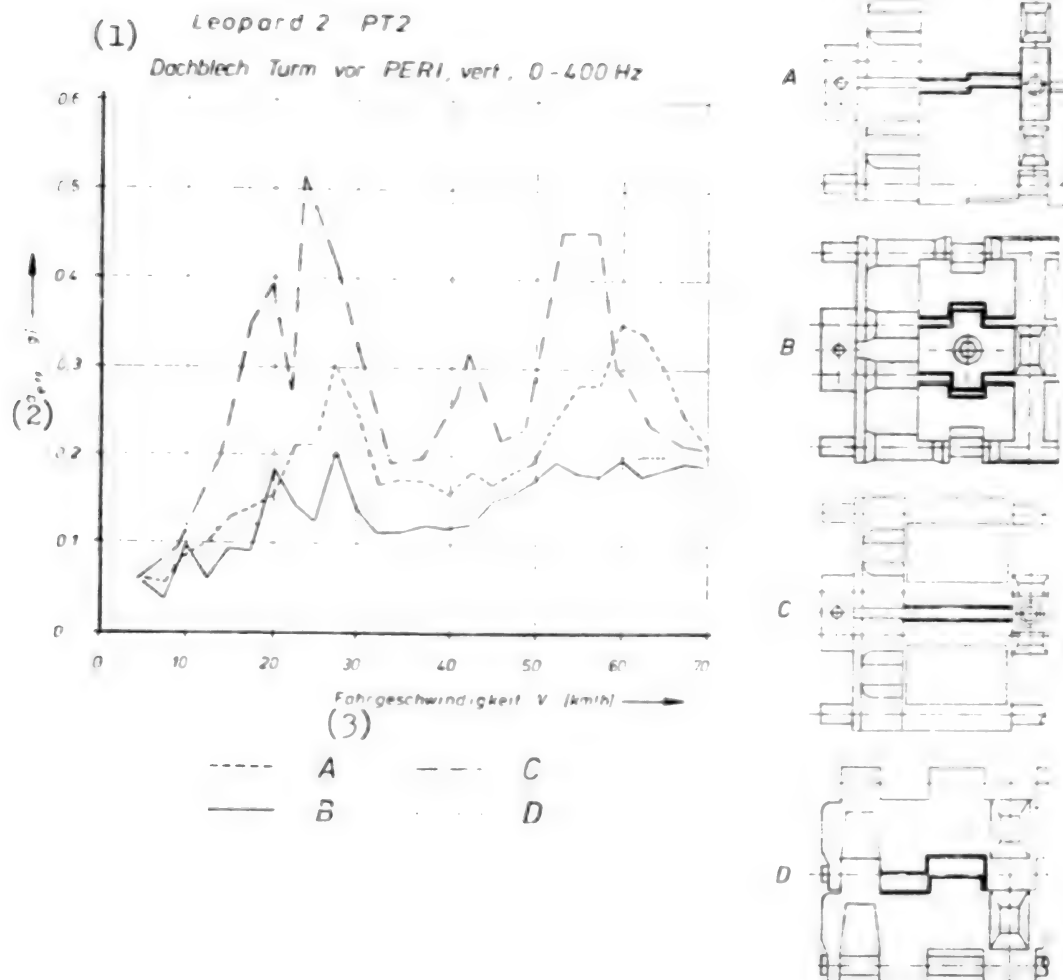 (1)
Leopard 2 PT2
Dachblech Turm vor PERI, vert., 0-400 Hz
0.6
0.5
0.4
0.3
0.2
0.1
0
(2)
0 10 20 30 40 50 60 70
Fahrgeschwindigkeit V [km/h]
(3)
A
B
C
D
A
B
C
D